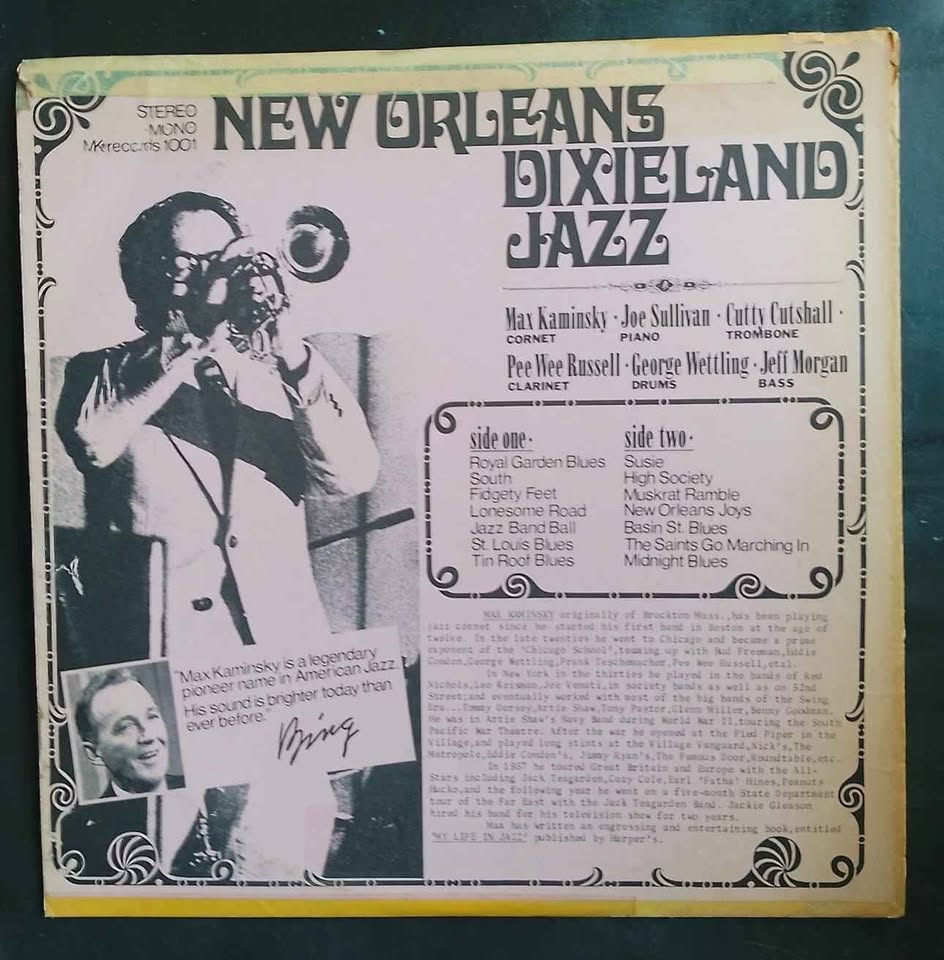 STEREO
MONO
MK records 1001
NEW ORLEANS
DIXIELAND
JAZZ
Max Kaminsky · Joe Sullivan · Cutty Cutshall ·
CORNET PIANO TROMBONE
Pee Wee Russell · George Wettling · Jeff Morgan
CLARINET DRUMS BASS
side one·
Royal Garden Blues
South
Fidgety Feet
Lonesome Road
Jazz Band Ball
St. Louis Blues
Tin Roof Blues
side two·
Susie
High Society
Muskrat Ramble
New Orleans Joys
Basin St. Blues
The Saints Go Marching In
Midnight Blues
MAX KAMINSKY originally of Brockton Mass.,has been playing
jazz cornet since he started his first band in Boston at the age of
twelve. In the late twenties he went to Chicago and became a prime
exponent of the 'Chicago School',teaming up with Bud Freeman,Eddie
Condon,George Wettling,Frank Teschemacher,Pee Wee Russell,etal.
In New York in the thirties he played in the bands of Red
Nichols,Leo Reisman,Joe Venuti,in society bands as well as on 52nd
Street;and eventually worked with most of the big bands of the Swing
Era...Tommy Dorsey,Artie Shaw,Tony Pastor,Glenn Miller,Benny Goodman.
He was in Artie Shaw's Navy Band during World War II,touring the South
Pacific War Theatre. After the war he opened at the Pied Piper in the
Village,and played long stints at the Village Vanguard,Nick's,The
Metropole,Eddie Condon's, Jimmy Ryan's,The Famous Door,Roundtable,etc.
In 1957 he toured Great Britain and Europe with the All-
Stars including Jack Teagarden,Cozy Cole,Earl 'Fatha' Hines,Peanuts
Hucko,and the following year he went on a five-month State Department
tour of the Far East with the Jack Teagarden Band. Jackie Gleason
hired his band for his television show for two years.
Max has written an engrossing and entertaining book,entitled
'MY LIFE IN JAZZ' published by Harper's.
"Max Kaminsky is a legendary
pioneer name in American Jazz.
His sound is brighter today than
ever before."
Bing